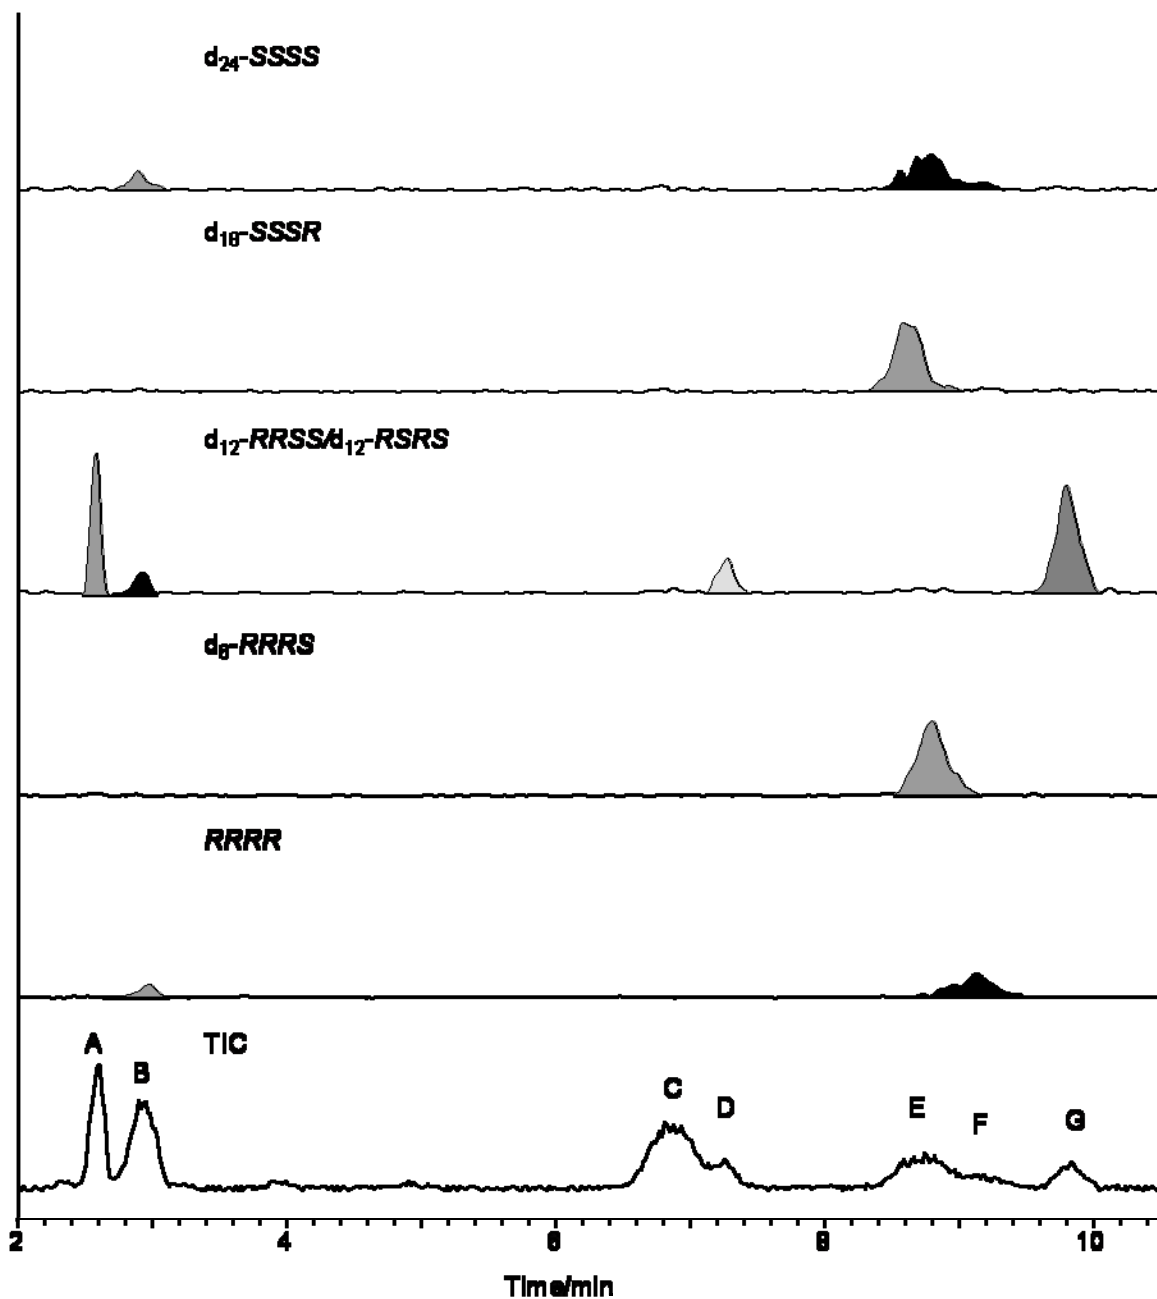 d24-SSSS
d18-SSSR
d12-RRSS/d12-RSRS
d6-RRRS
RRRR
TIC
A
B
C
D
E
F
G
2 4 6 8 10
Time/min